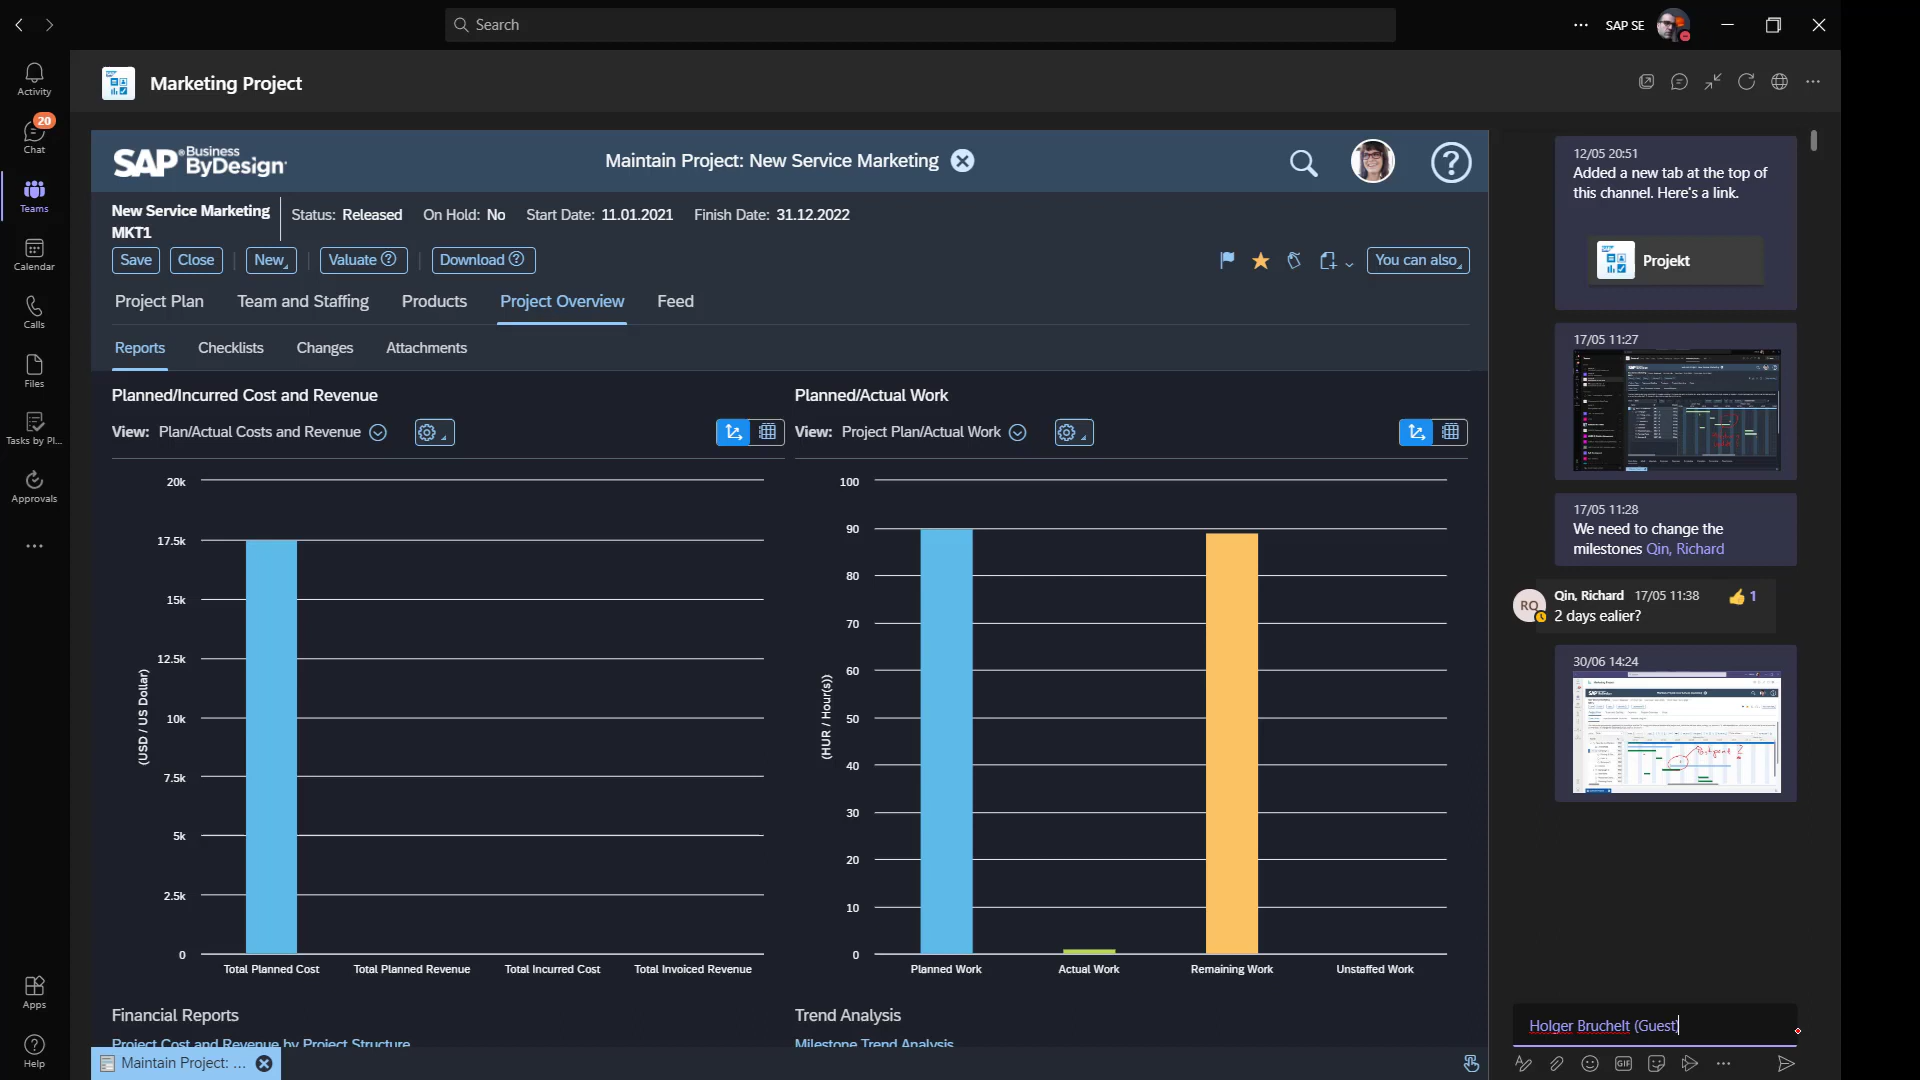 Search
SAP SE
Activity
20
Chat
Teams
Calendar
Calls
Files
Tasks by Pl...
Approvals
Apps
Help
Marketing Project
SAP Business ByDesign
Maintain Project: New Service Marketing
New Service Marketing
MKT1
Status: Released On Hold: No Start Date: 11.01.2021 Finish Date: 31.12.2022
Save Close New Valuate Download You can also
Project Plan Team and Staffing Products Project Overview Feed
Reports Checklists Changes Attachments
Planned/Incurred Cost and Revenue
View: Plan/Actual Costs and Revenue
20k
17.5k
15k
12.5k
10k
7.5k
5k
2.5k
0
(USD / US Dollar)
Total Planned Cost Total Planned Revenue Total Incurred Cost Total Invoiced Revenue
Financial Reports
Project Cost and Revenue by Project Structure
Planned/Actual Work
View: Project Plan/Actual Work
100
90
80
70
60
50
40
30
20
10
0
(HUR / Hour(s))
Planned Work Actual Work Remaining Work Unstaffed Work
Trend Analysis
Milestone Trend Analysis
Maintain Project: ...
12/05 20:51
Added a new tab at the top of
this channel. Here's a link.
Projekt
17/05 11:27
17/05 11:28
We need to change the
milestones Qin, Richard
RQ
Qin, Richard 17/05 11:38 1
2 days ealier?
30/06 14:24
Holger Bruchelt (Guest)
GIF